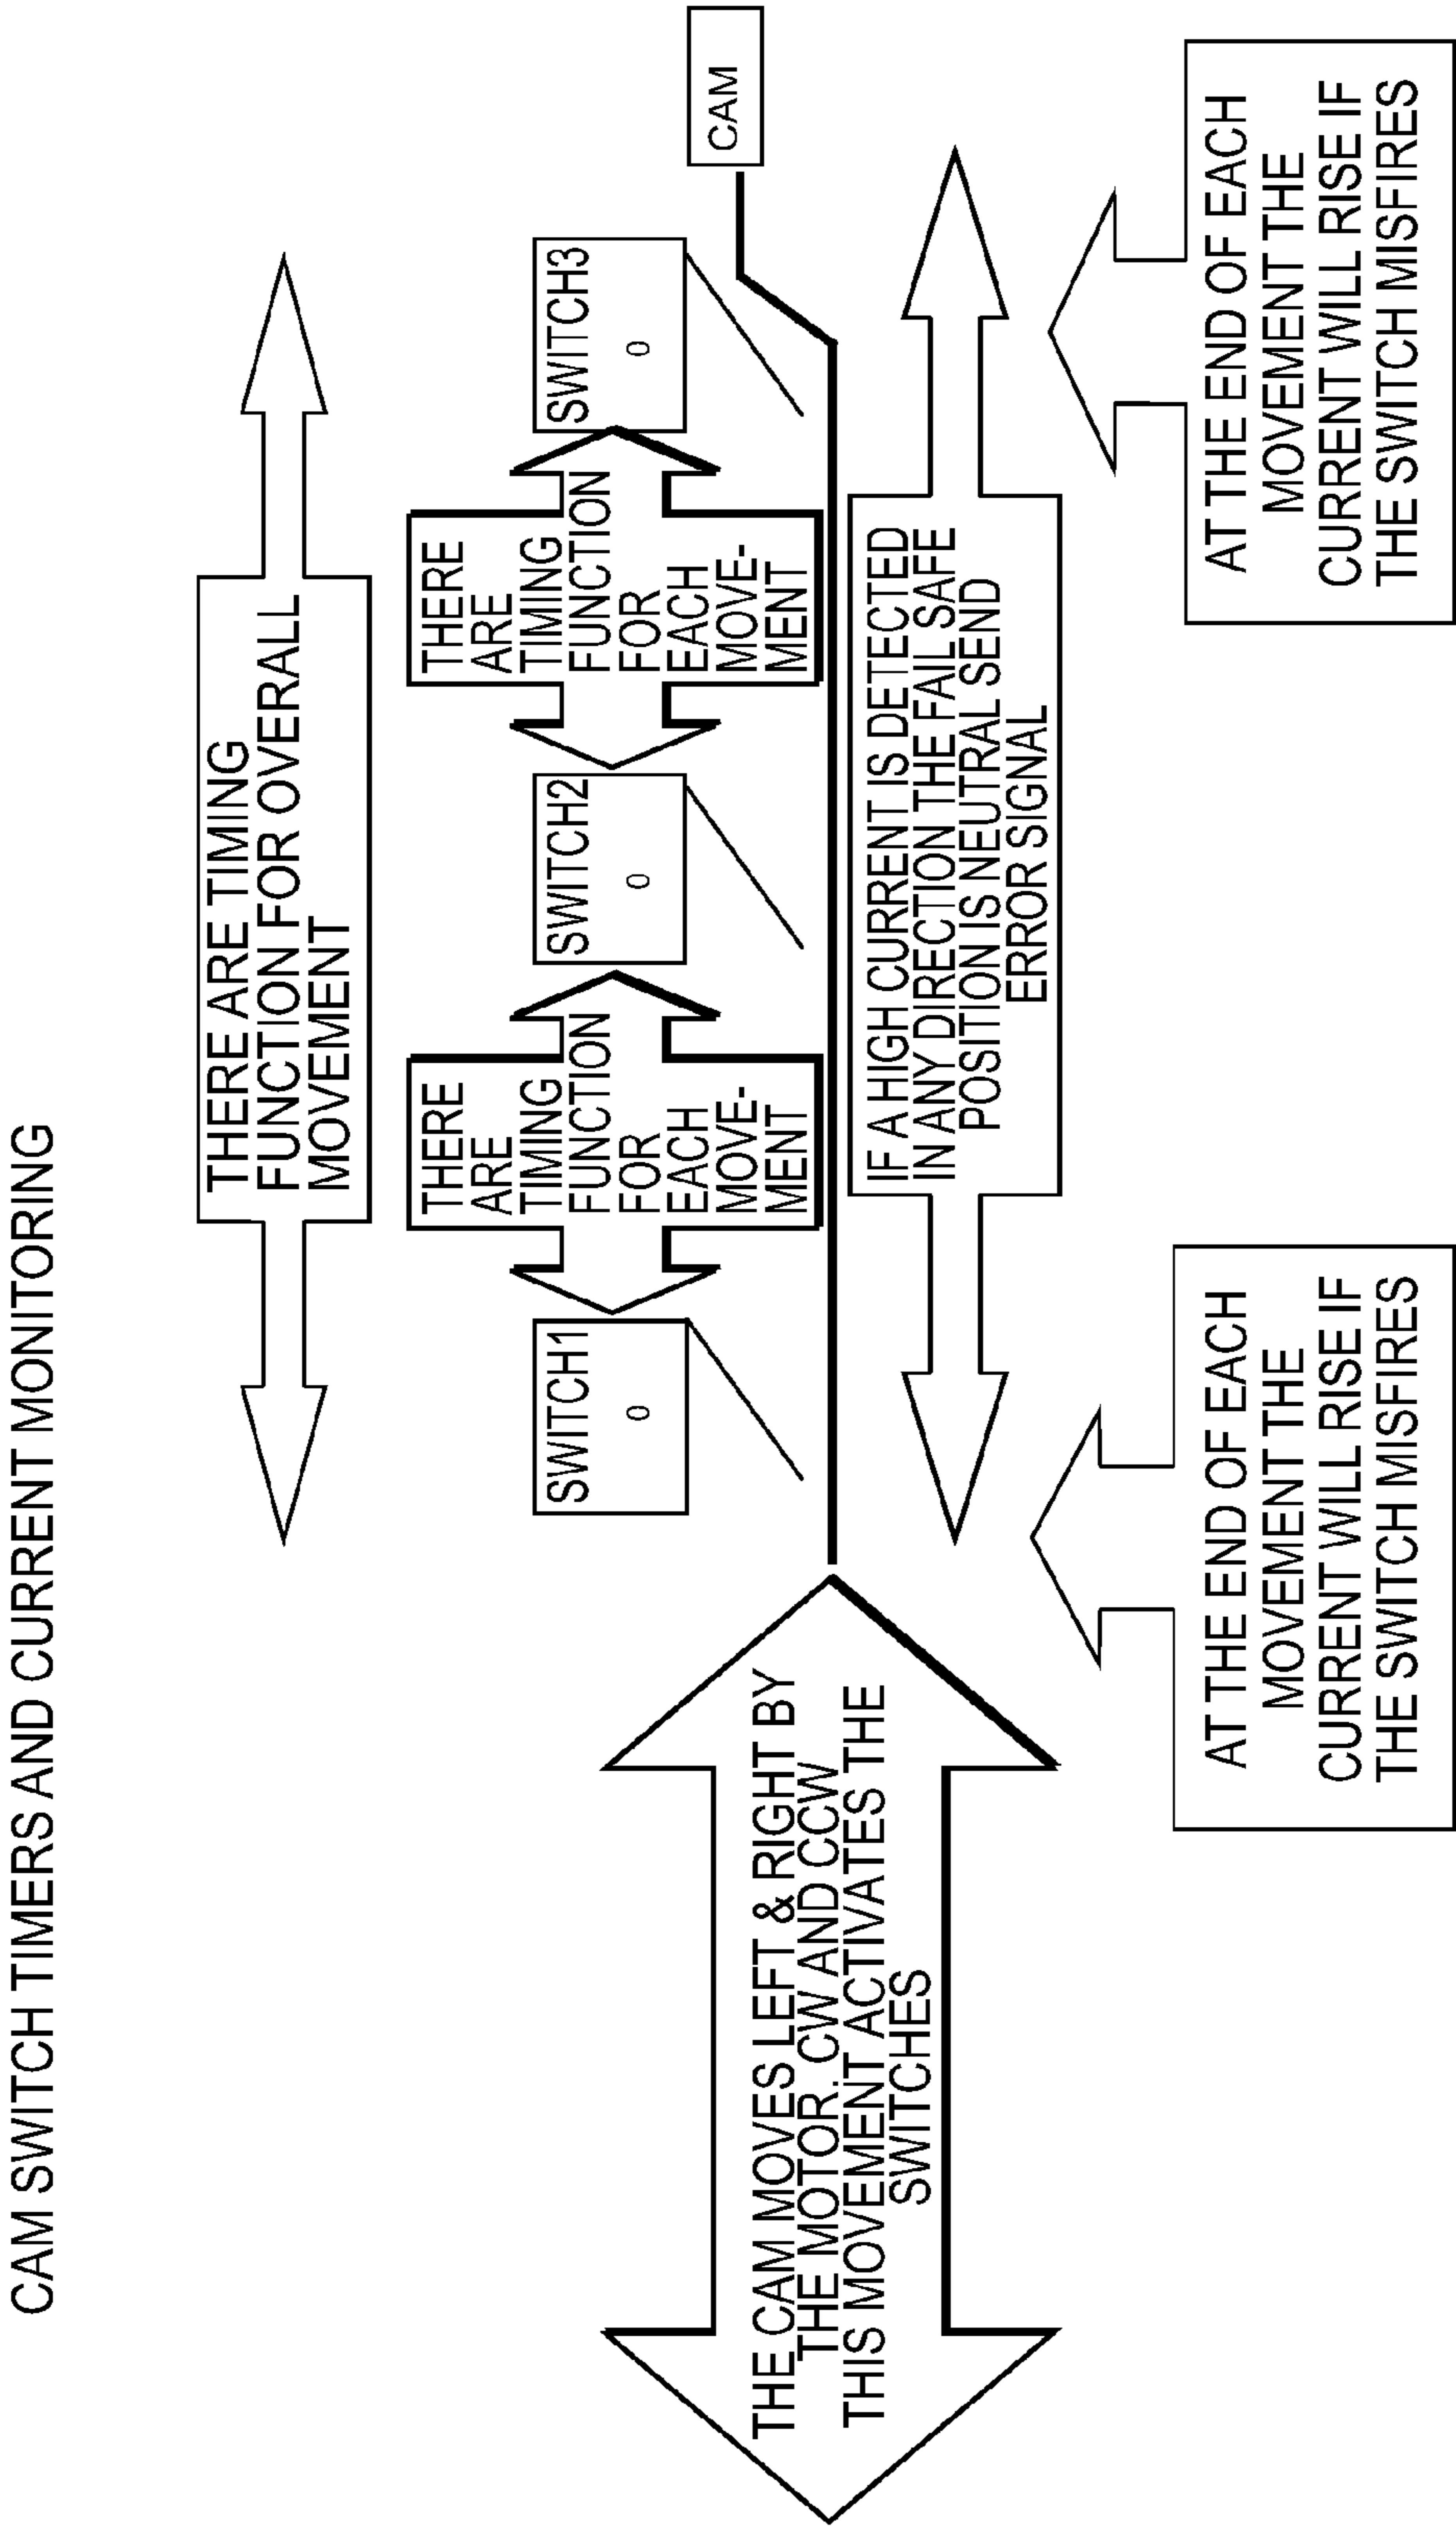 CAM SWITCH TIMERS AND CURRENT MONITORING
THERE ARE TIMING
FUNCTION FOR OVERALL
MOVEMENT
SWITCH1
0
THERE
ARE
TIMING
FUNCTION
FOR
EACH
MOVE-
MENT
SWITCH2
0
THERE
ARE
TIMING
FUNCTION
FOR
EACH
MOVE-
MENT
SWITCH3
0
CAM
THE CAM MOVES LEFT & RIGHT BY
THE MOTOR. CW AND CCW
THIS MOVEMENT ACTIVATES THE
SWITCHES
IF A HIGH CURRENT IS DETECTED
IN ANY DIRECTION THE FAIL SAFE
POSITION IS NEUTRAL SEND
ERROR SIGNAL
AT THE END OF EACH
MOVEMENT THE
CURRENT WILL RISE IF
THE SWITCH MISFIRES
AT THE END OF EACH
MOVEMENT THE
CURRENT WILL RISE IF
THE SWITCH MISFIRES